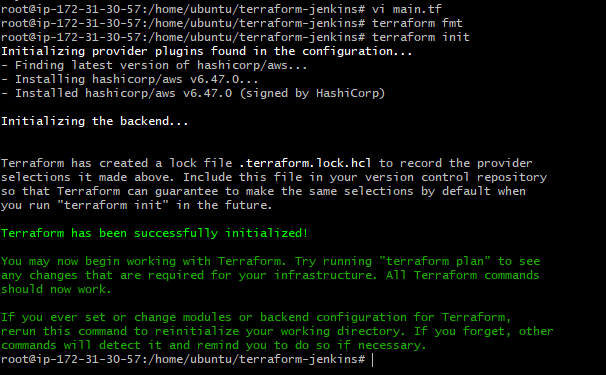 root@ip-172-31-30-57:/home/ubuntu/terraform-jenkins# vi main.tf
root@ip-172-31-30-57:/home/ubuntu/terraform-jenkins# terraform fmt
root@ip-172-31-30-57:/home/ubuntu/terraform-jenkins# terraform init
Initializing provider plugins found in the configuration...
- Finding latest version of hashicorp/aws...
- Installing hashicorp/aws v6.47.0...
- Installed hashicorp/aws v6.47.0 (signed by HashiCorp)
Initializing the backend...
Terraform has created a lock file .terraform.lock.hcl to record the provider
selections it made above. Include this file in your version control repository
so that Terraform can guarantee to make the same selections by default when
you run "terraform init" in the future.
Terraform has been successfully initialized!
You may now begin working with Terraform. Try running "terraform plan" to see
any changes that are required for your infrastructure. All Terraform commands
should now work.
If you ever set or change modules or backend configuration for Terraform,
rerun this command to reinitialize your working directory. If you forget, other
commands will detect it and remind you to do so if necessary.
root@ip-172-31-30-57:/home/ubuntu/terraform-jenkins#